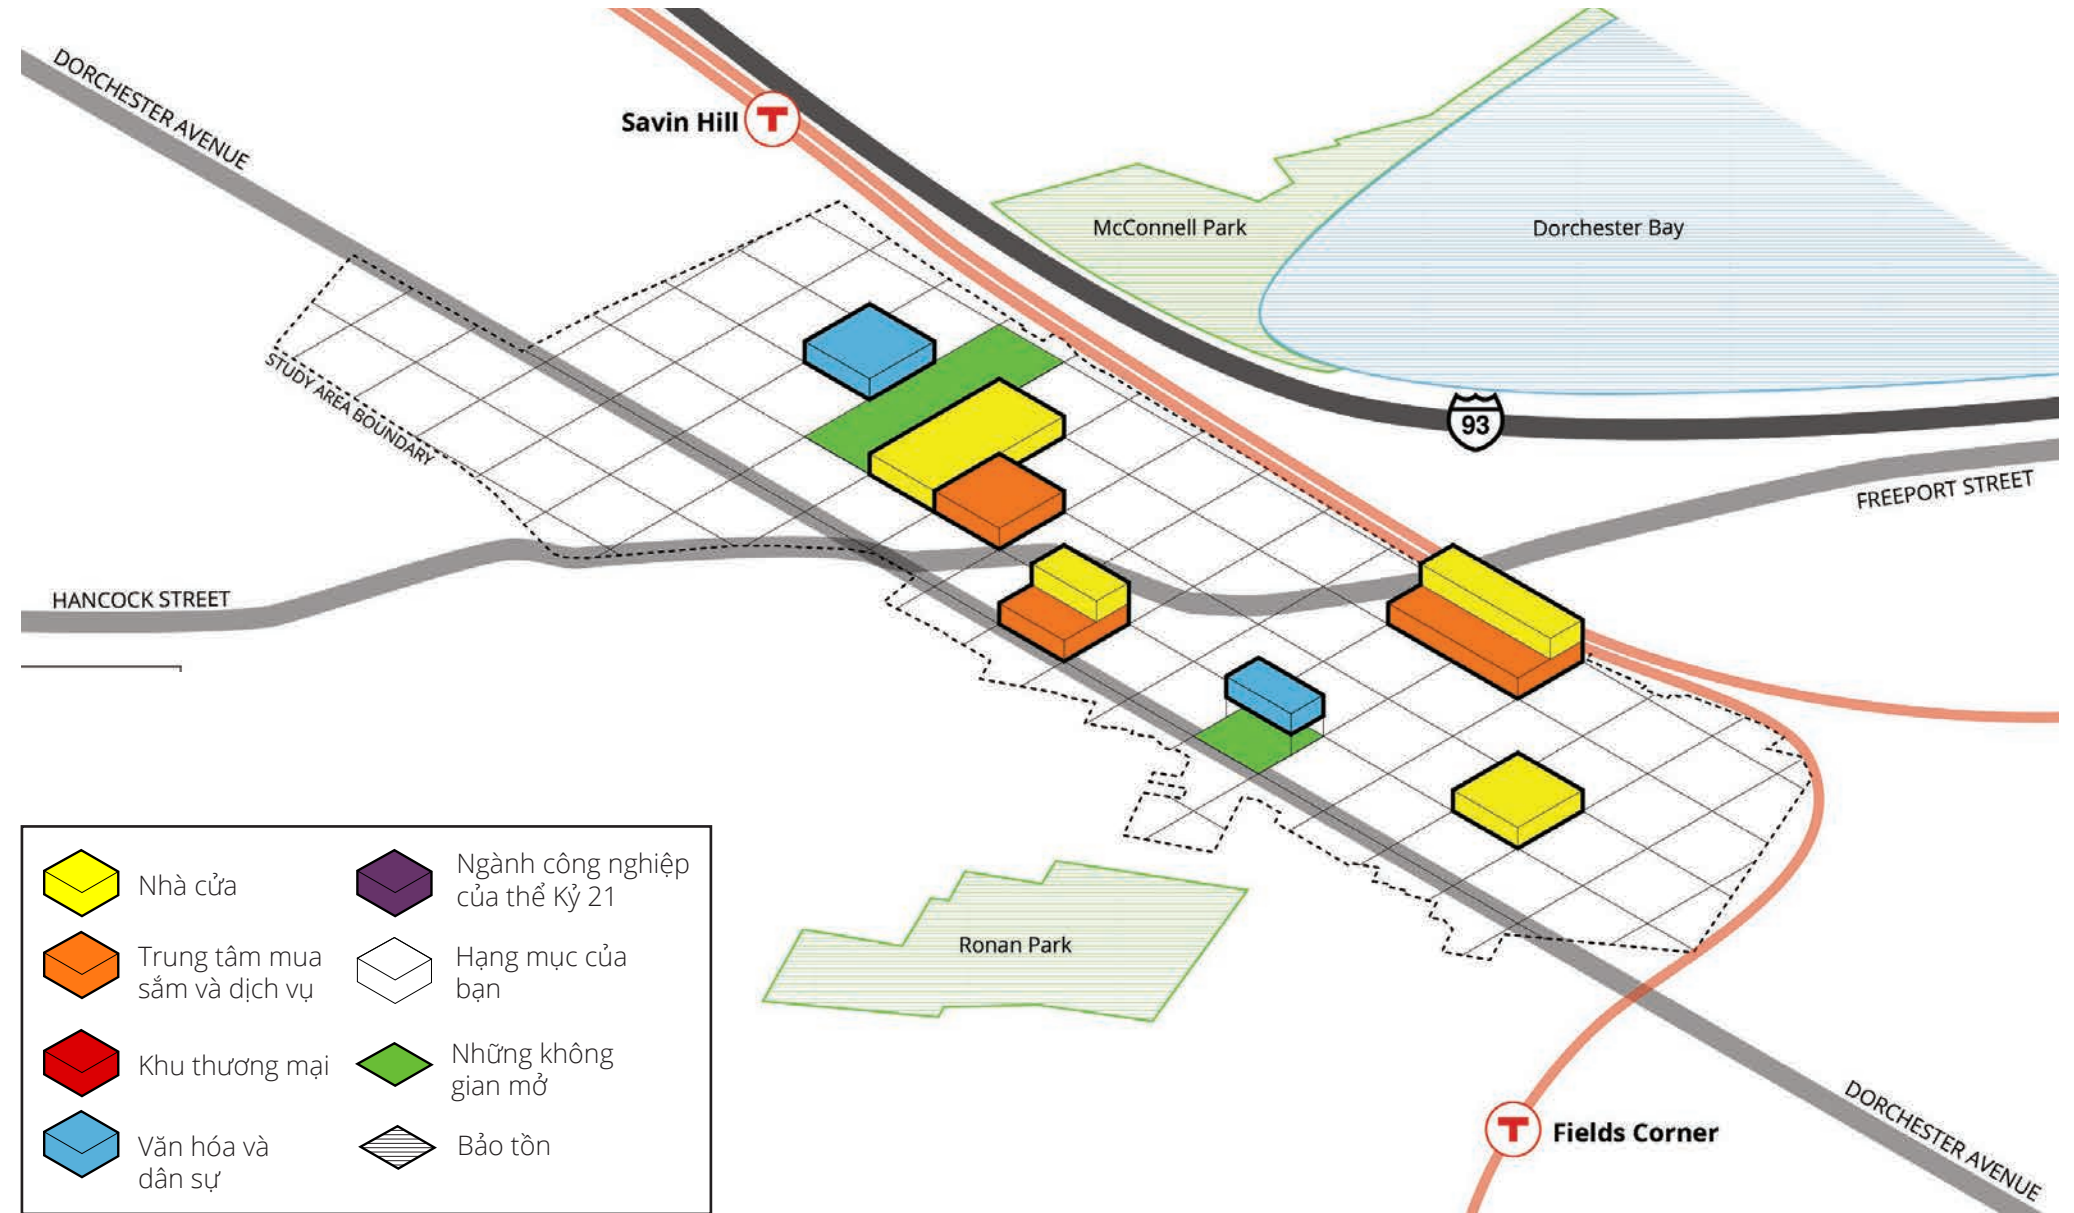 DORCHESTER AVENUE
Savin Hill
T
McConnell Park
Dorchester Bay
STUDY AREA BOUNDARY
93
FREEPORT STREET
HANCOCK STREET
Ronan Park
Nhà cửa
Trung tâm mua
sắm và dịch vụ
Khu thương mại
Văn hóa và
dân sự
Ngành công nghiệp
của thể Kỷ 21
Hạng mục của
bạn
Những không
gian mở
Bảo tồn
T
Fields Corner
DORCHESTER AVENUE